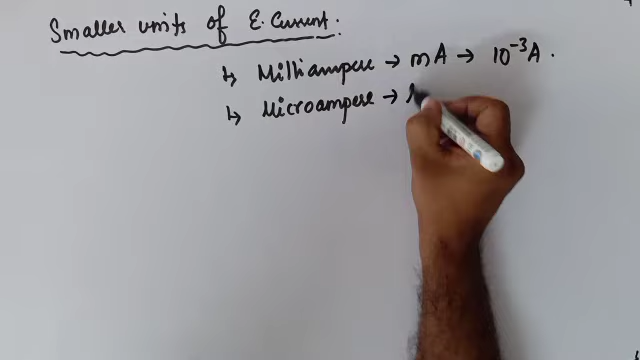 Smaller units of E. Current.
↳ Milliampere → mA → 10⁻³A.
↳ Microampere →